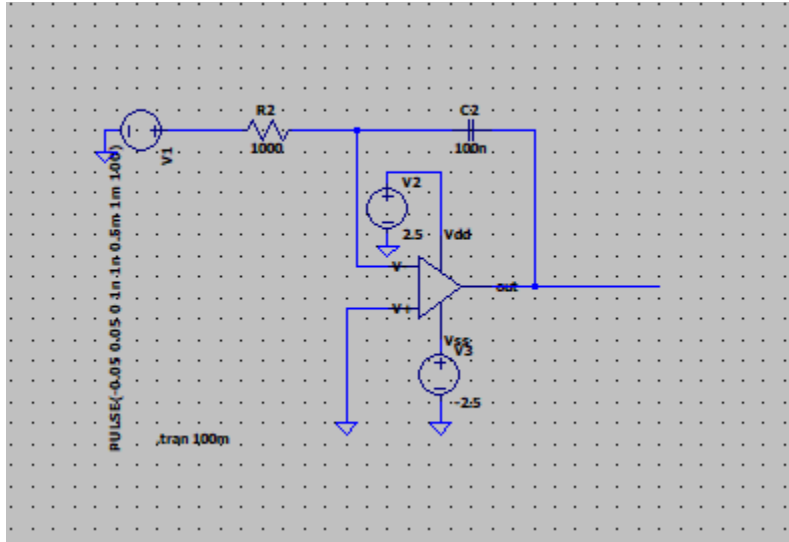 R2
1000
C2
100n
V1
PULSE(-0.05 0.05 0 1n 1n 0.5m 1m 100)
V2
2.5
Vdd
V-
V+
out
Vss
V3
-2.5
.tran 100m